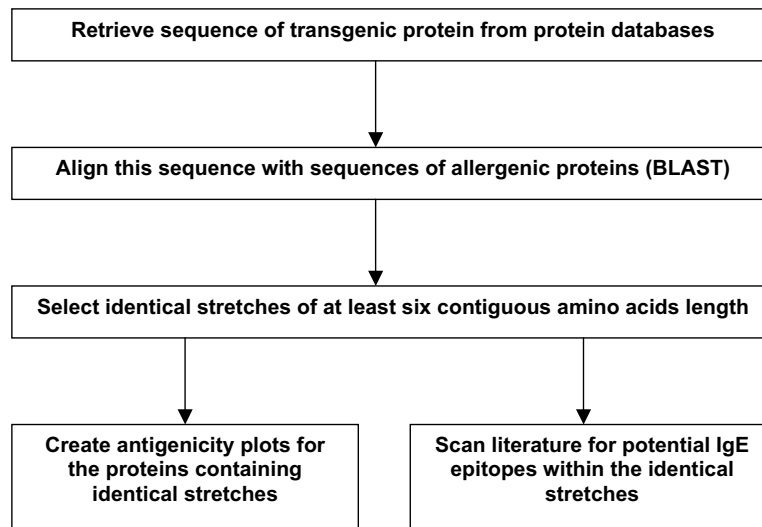 Retrieve sequence of transgenic protein from protein databases
Align this sequence with sequences of allergenic proteins (BLAST)
Select identical stretches of at least six contiguous amino acids length
Create antigenicity plots for
the proteins containing
identical stretches
Scan literature for potential IgE
epitopes within the identical
stretches